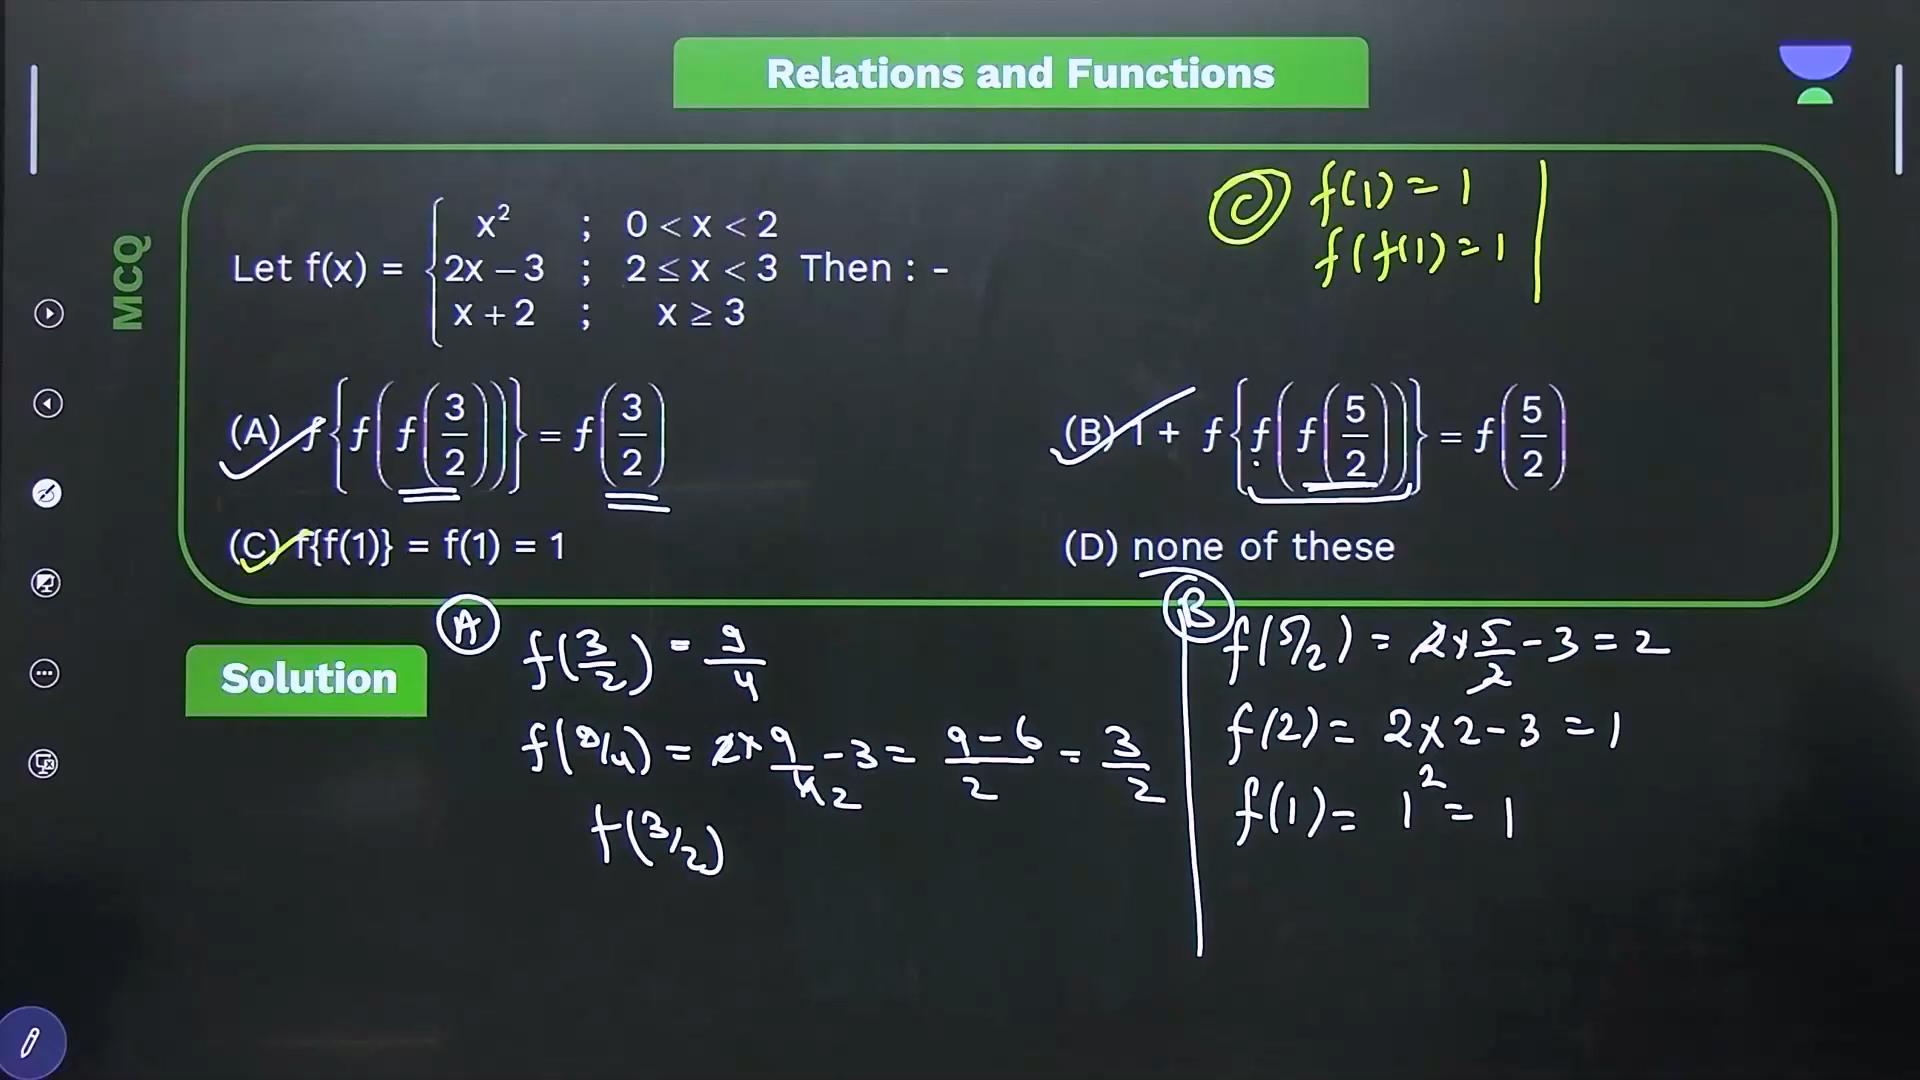 Relations and Functions
MCQ
Let f(x) = { x² ; 0 < x < 2
2x – 3 ; 2 ≤ x < 3 Then : -
x + 2 ; x ≥ 3
C f(1) = 1
f(f(1) = 1
(A) f{f(f(3/2))} = f(3/2)
(B) 1 + f{f(f(5/2))} = f(5/2)
(C) f{f(1)} = f(1) = 1
(D) none of these
Solution
A
f(3/2) = 9/4
f(9/4) = 2×9/4 2 – 3 = 9–6/2 = 3/2
f(3/2)
B
f(5/2) = 2×5/2 – 3 = 2
f(2) = 2×2–3 = 1
f(1) = 1² = 1